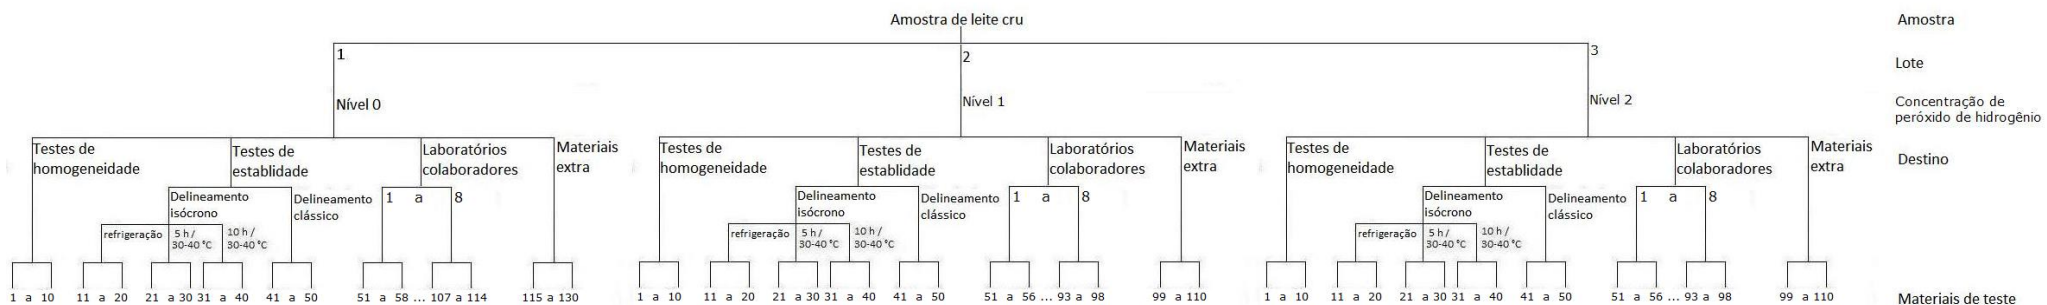 Amostra de leite cru
Amostra
1
2
3
Lote
Nível 0
Nível 1
Nível 2
Concentração de
peróxido de hidrogênio
Testes de
homogeneidade
Testes de
establidade
Laboratórios
colaboradores
Materiais
extra
Testes de
homogeneidade
Testes de
establidade
Laboratórios
colaboradores
Materiais
extra
Testes de
homogeneidade
Testes de
establidade
Laboratórios
colaboradores
Materiais
extra
Destino
Delineamento
isócrono
Delineamento
clássico
1 a 8
Delineamento
isócrono
Delineamento
clássico
1 a 8
Delineamento
isócrono
Delineamento
clássico
1 a 8
refrigeração
5 h /
30-40 °C
10 h /
30-40 °C
refrigeração
5 h /
30-40 °C
10 h /
30-40 °C
refrigeração
5 h /
30-40 °C
10 h /
30-40 °C
1 a 10 11 a 20 21 a 30 31 a 40 41 a 50 51 a 58 ... 107 a 114 115 a 130
1 a 10 11 a 20 21 a 30 31 a 40 41 a 50 51 a 56 ... 93 a 98 99 a 110
1 a 10 11 a 20 21 a 30 31 a 40 41 a 50 51 a 56 ... 93 a 98 99 a 110
Materiais de teste